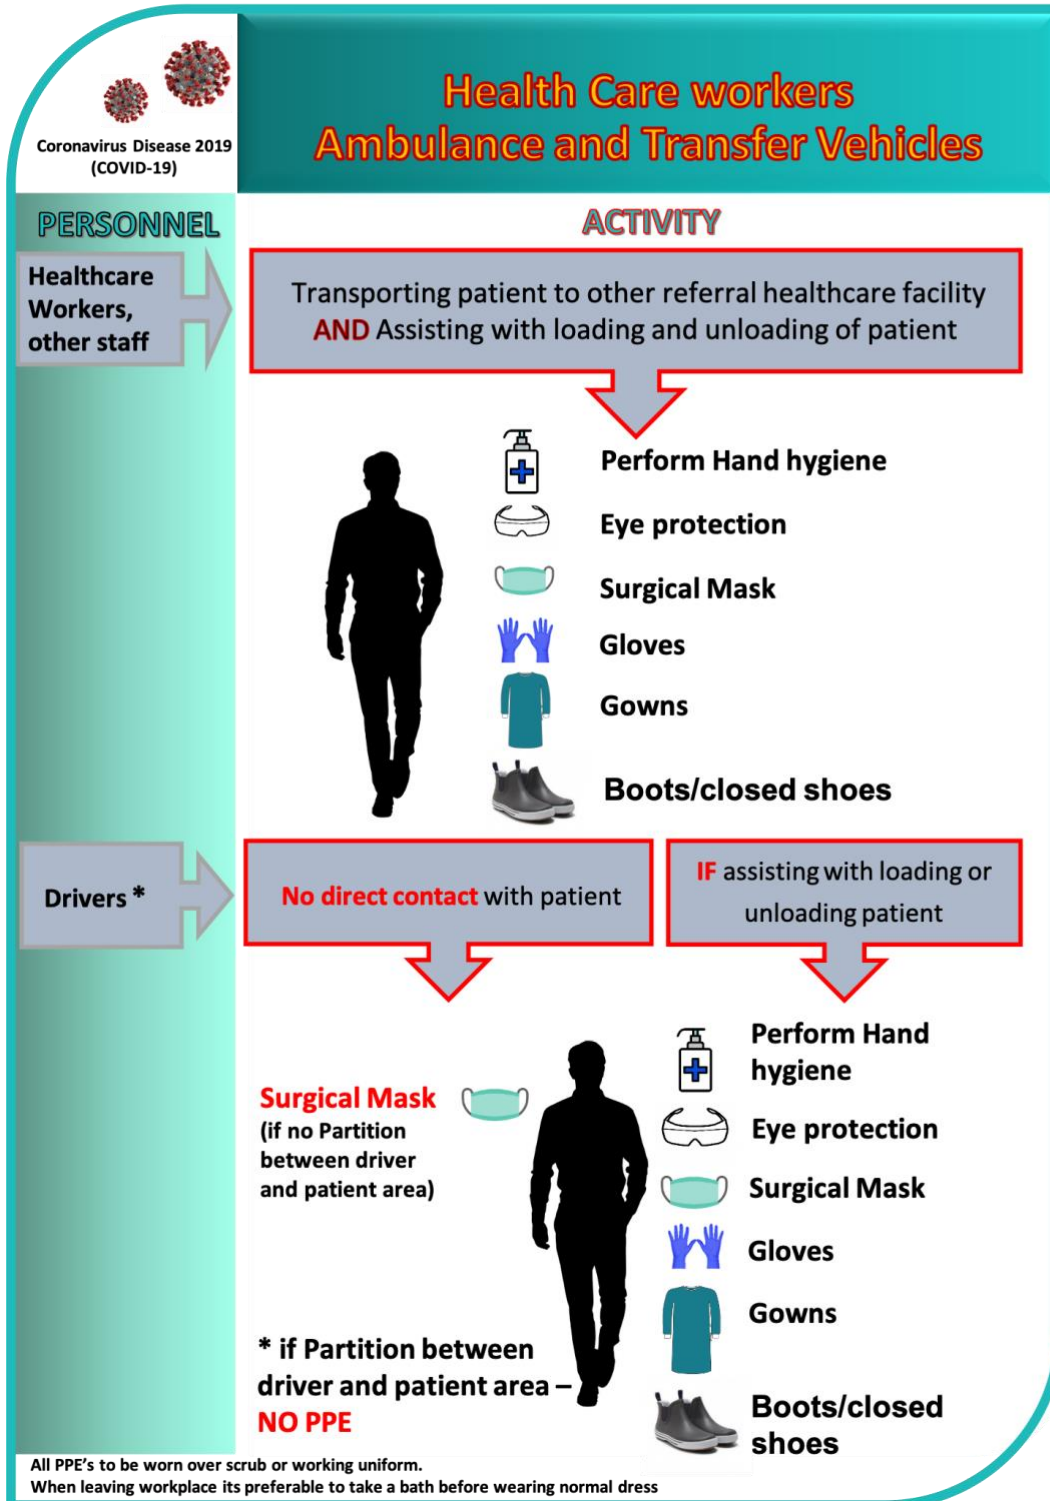 Coronavirus Disease 2019
(COVID-19)
Health Care workers
Ambulance and Transfer Vehicles
PERSONNEL
ACTIVITY
Healthcare
Workers,
other staff
Transporting patient to other referral healthcare facility
AND Assisting with loading and unloading of patient
Perform Hand hygiene
Eye protection
Surgical Mask
Gloves
Gowns
Boots/closed shoes
Drivers *
No direct contact with patient
IF assisting with loading or
unloading patient
Surgical Mask
(if no Partition
between driver
and patient area)
* if Partition between
driver and patient area –
NO PPE
Perform Hand
hygiene
Eye protection
Surgical Mask
Gloves
Gowns
Boots/closed
shoes
All PPE's to be worn over scrub or working uniform.
When leaving workplace its preferable to take a bath before wearing normal dress